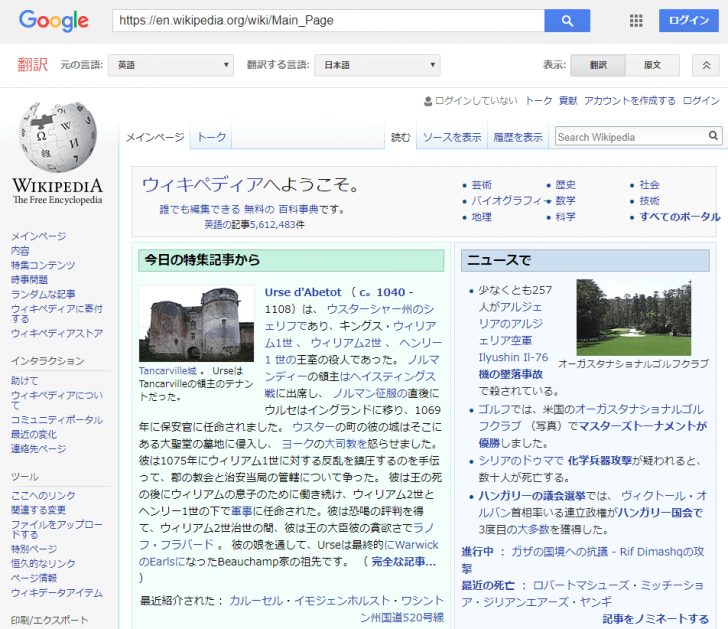 Google
https://en.wikipedia.org/wiki/Main_Page
ログイン
翻訳
元の言語: 英語
翻訳する言語: 日本語
表示: 翻訳 原文
ログインしていない トーク 貢献 アカウントを作成する ログイン
メインページ トーク
読む ソースを表示 履歴を表示 Search Wikipedia
WIKIPEDIA
The Free Encyclopedia
メインページ
内容
特集コンテンツ
時事問題
ランダムな記事
ウィキペディアに寄付
する
ウィキペディアストア
インタラクション
助けて
ウィキペディアについ
て
コミュニティポータル
最近の変化
連絡先ページ
ツール
ここへのリンク
関連する変更
ファイルをアップロー
ドする
特別ページ
恒久的なリンク
ページ情報
ウィキデータアイテム
印刷/エクスポート
ウィキペディアへようこそ。
誰でも編集できる 無料の 百科事典です。
英語の記事5,612,483件
芸術
バイオグラフィー
地理
歴史
数学
科学
社会
技術
すべてのポータル
今日の特集記事から
Tancarville城 。 Urseは
Tancarvilleの領主のテナン
トだった。
Urse d'Abetot （ c。1040 -
1108）は、 ウスターシャー州のシ
ェリフであり、キングス・ウィリア
ム1世 、 ウィリアム2世 、 ヘンリー
1 世の王室の役人であった。 ノルマ
ンディーの領主はヘイスティングス
戦に出席し、 ノルマン征服の直後に
ウルセはイングランドに移り、1069
年に保安官に任命されました。 ウスターの町の彼の城はそこに
ある大聖堂の墓地に侵入し、 ヨークの大司教を怒らせました。
彼は1075年にウィリアム1世に対する反乱を鎮圧するのを手伝
って、郡の教会と治安当局の管轄について争った。 彼は王の死
の後にウィリアムの息子のために働き続け、ウィリアム2世と
ヘンリー1世の下で軍事に任命された。彼は恐喝の評判を得
て、ウィリアム2世治世の間、彼は王の大臣彼の貪欲さでラノ
フ・フラバード 。 彼の娘を通して、Urseは最終的にWarwick
のEarlsになったBeauchamp家の祖先です。 （ 完全な記事...
）
最近紹介された： カルーセル・イモジェンホルスト・ワシント
ン州国道520号線
ニュースで
少なくとも257
人がアルジェ
リアのアルジ
ェリア空軍
Ilyushin Il-76
機の墜落事故
で殺されている。
オーガスタナショナルゴルフクラブ
ゴルフでは、米国のオーガスタナショナルゴル
フクラブ （写真）でマスターズトーナメントが
優勝しました。
シリアのドゥマで 化学兵器攻撃が疑われると、
数十人が死亡する。
ハンガリーの議会選挙では、 ヴィクトール・オ
ルバン首相率いる連立政権がハンガリー国会で
3度目の大多数を獲得した。
進行中 ： ガザの国境への抗議 - Rif Dimashqの攻
撃
最近の死亡 ： ロバートマシューズ・ミッチーショ
ア・ジリアンエアーズ・ヤンギ
記事をノミネートする